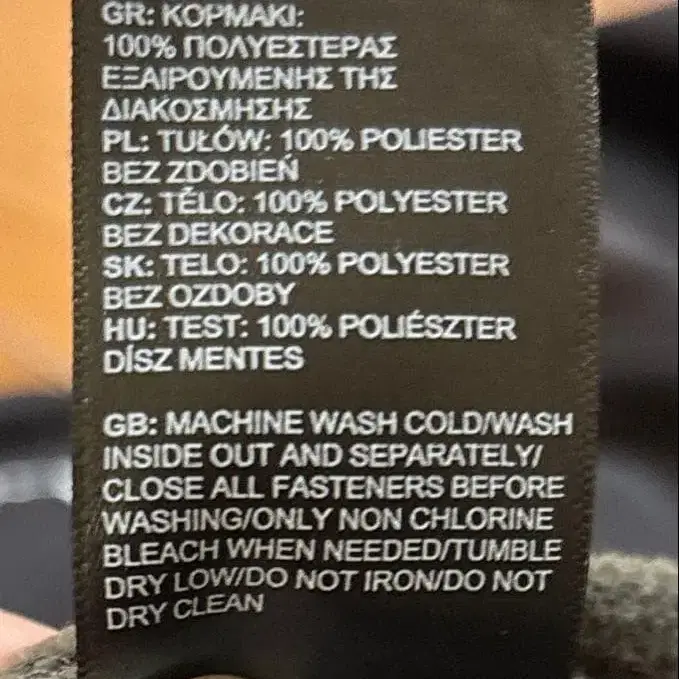 GR: ΚΟΡΜΑΚΙ:
100% ΠΟΛΥΕΣΤΕΡΑΣ
ΕΞΑΙΡΟΥΜΕΝΗΣ ΤΗΣ
ΔΙΑΚΟΣΜΗΣΗΣ
PL: TUŁÓW: 100% POLIESTER
BEZ ZDOBIEŃ
CZ: TĚLO: 100% POLYESTER
BEZ DEKORACE
SK: TELO: 100% POLYESTER
BEZ OZDOBY
HU: TEST: 100% POLIÉSZTER
DÍSZ MENTES
GB: MACHINE WASH COLD/WASH
INSIDE OUT AND SEPARATELY/
CLOSE ALL FASTENERS BEFORE
WASHING/ONLY NON CHLORINE
BLEACH WHEN NEEDED/TUMBLE
DRY LOW/DO NOT IRON/DO NOT
DRY CLEAN